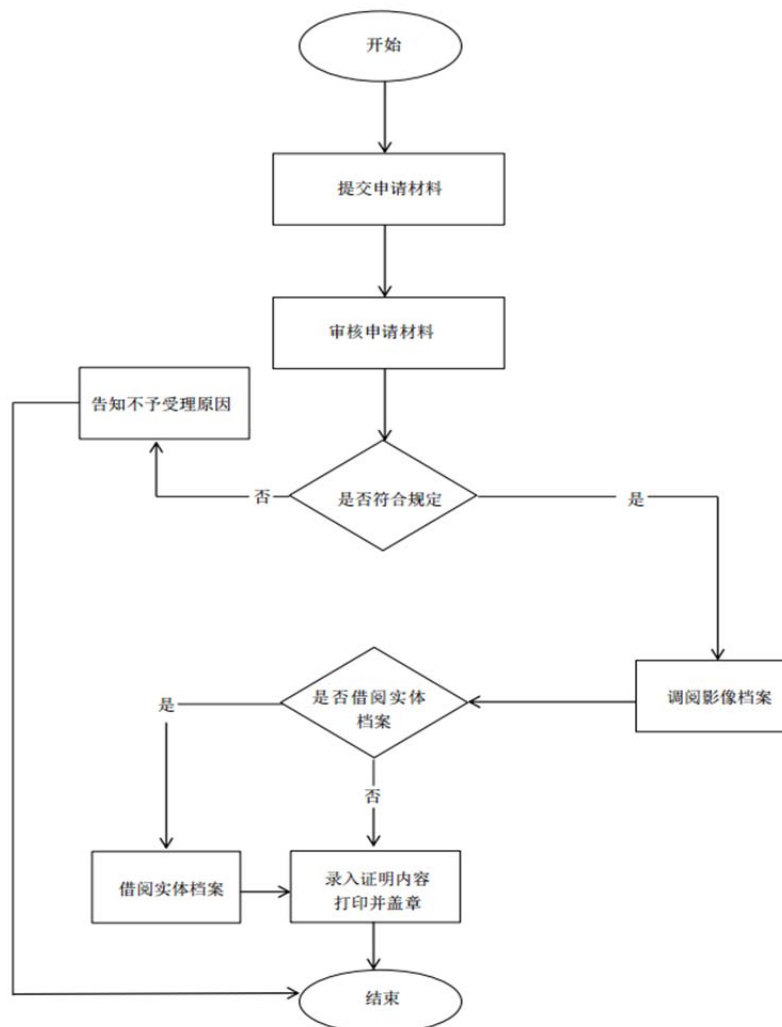 开始
提交申请材料
审核申请材料
告知不予受理原因
否
是否符合规定
是
是否借阅实体
档案
是
调阅影像档案
否
借阅实体档案
录入证明内容
打印并盖章
结束